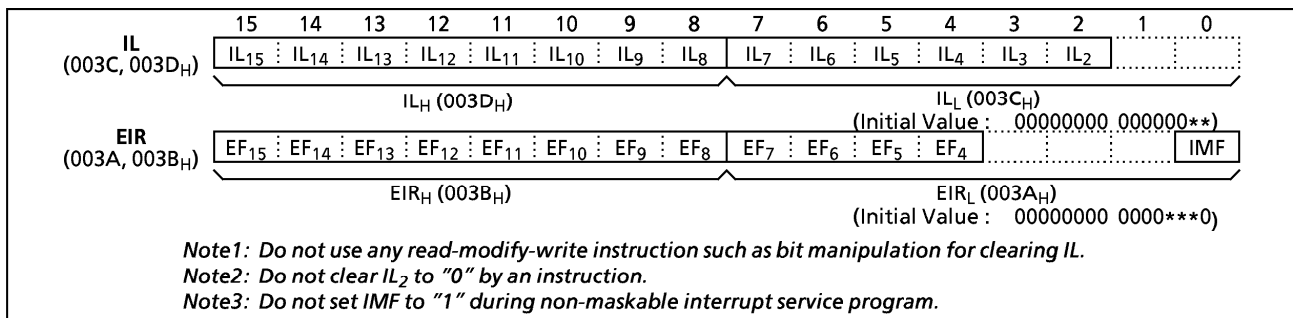 15 14 13 12 11 10 9 8 7 6 5 4 3 2 1 0
IL
(003C, 003DH)
IL15 IL14 IL13 IL12 IL11 IL10 IL9 IL8 IL7 IL6 IL5 IL4 IL3 IL2
ILH (003DH) ILL (003CH)
(Initial Value : 00000000 000000**)
EIR
(003A, 003BH)
EF15 EF14 EF13 EF12 EF11 EF10 EF9 EF8 EF7 EF6 EF5 EF4 IMF
EIRH (003BH) EIRL (003AH)
(Initial Value : 00000000 0000***0)
Note1: Do not use any read-modify-write instruction such as bit manipulation for clearing IL.
Note2: Do not clear IL2 to "0" by an instruction.
Note3: Do not set IMF to "1" during non-maskable interrupt service program.